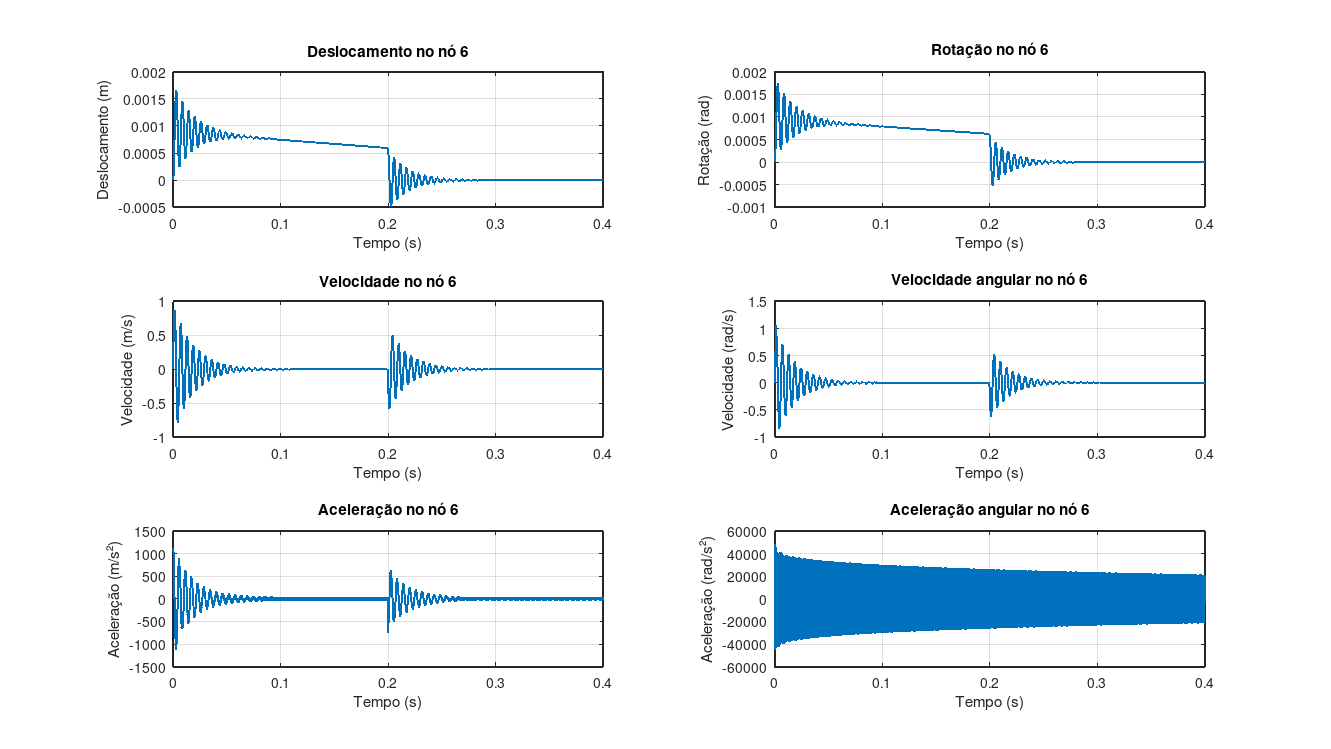 Deslocamento no nó 6
0.002
0.0015
0.001
0.0005
0
-0.0005
Deslocamento (m)
0 0.1 0.2 0.3 0.4
Tempo (s)
Rotação no nó 6
0.002
0.0015
0.001
0.0005
0
-0.0005
-0.001
Rotação (rad)
0 0.1 0.2 0.3 0.4
Tempo (s)
Velocidade no nó 6
1
0.5
0
-0.5
-1
Velocidade (m/s)
0 0.1 0.2 0.3 0.4
Tempo (s)
Velocidade angular no nó 6
1.5
1
0.5
0
-0.5
-1
Velocidade (rad/s)
0 0.1 0.2 0.3 0.4
Tempo (s)
Aceleração no nó 6
1500
1000
500
0
-500
-1000
-1500
Aceleração (m/s²)
0 0.1 0.2 0.3 0.4
Tempo (s)
Aceleração angular no nó 6
60000
40000
20000
0
-20000
-40000
-60000
Aceleração (rad/s²)
0 0.1 0.2 0.3 0.4
Tempo (s)